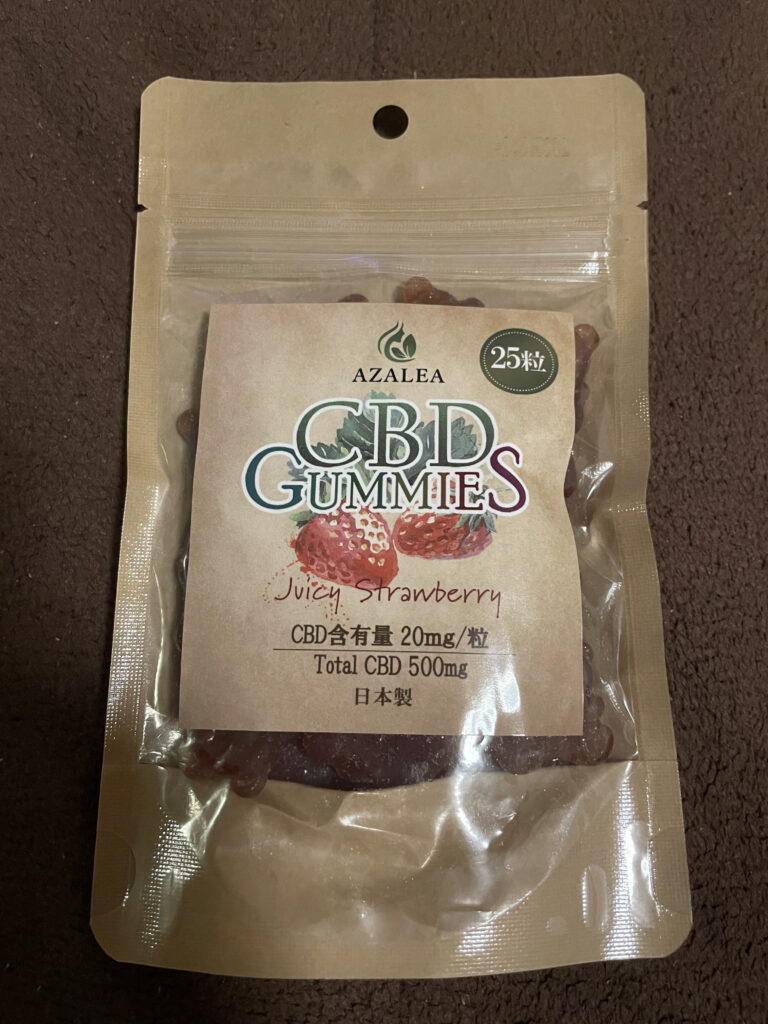 AZALEA
25粒
CBD
GUMMIES
Juicy Strawberry
CBD含有量 20mg/粒
Total CBD 500mg
日本製